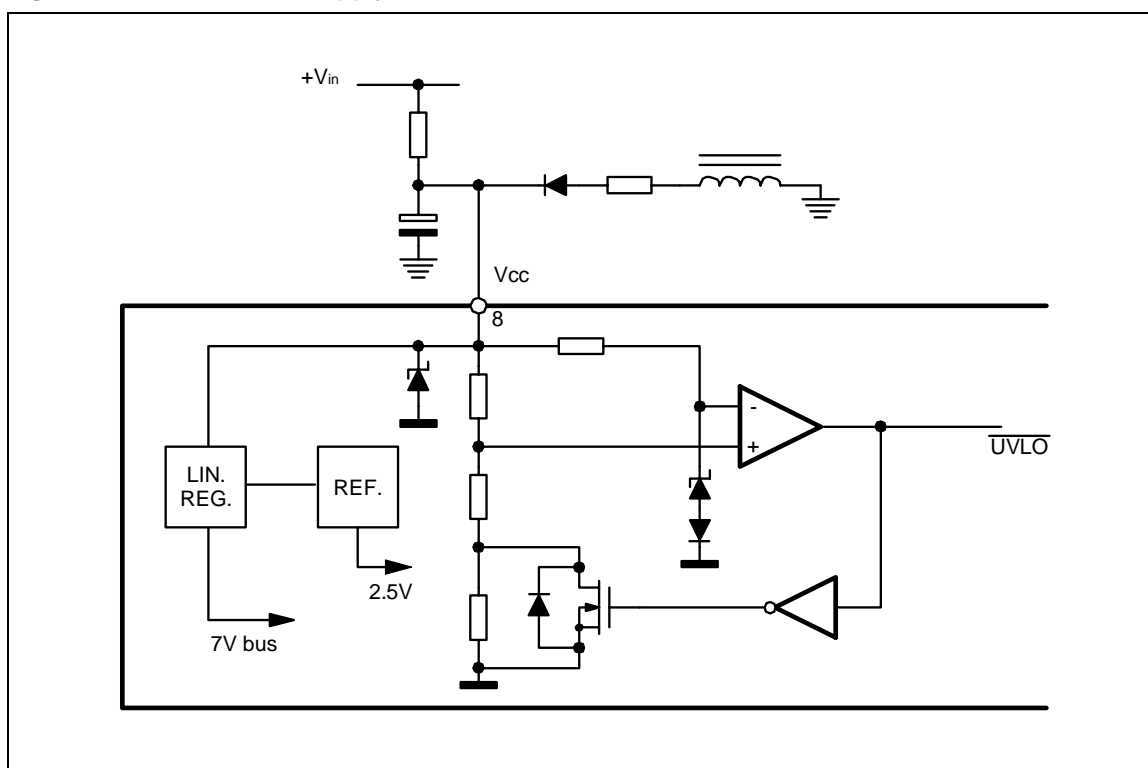 +Vin
Vcc
8
-
+
UVLO
LIN.
REG.
REF.
2.5V
7V bus